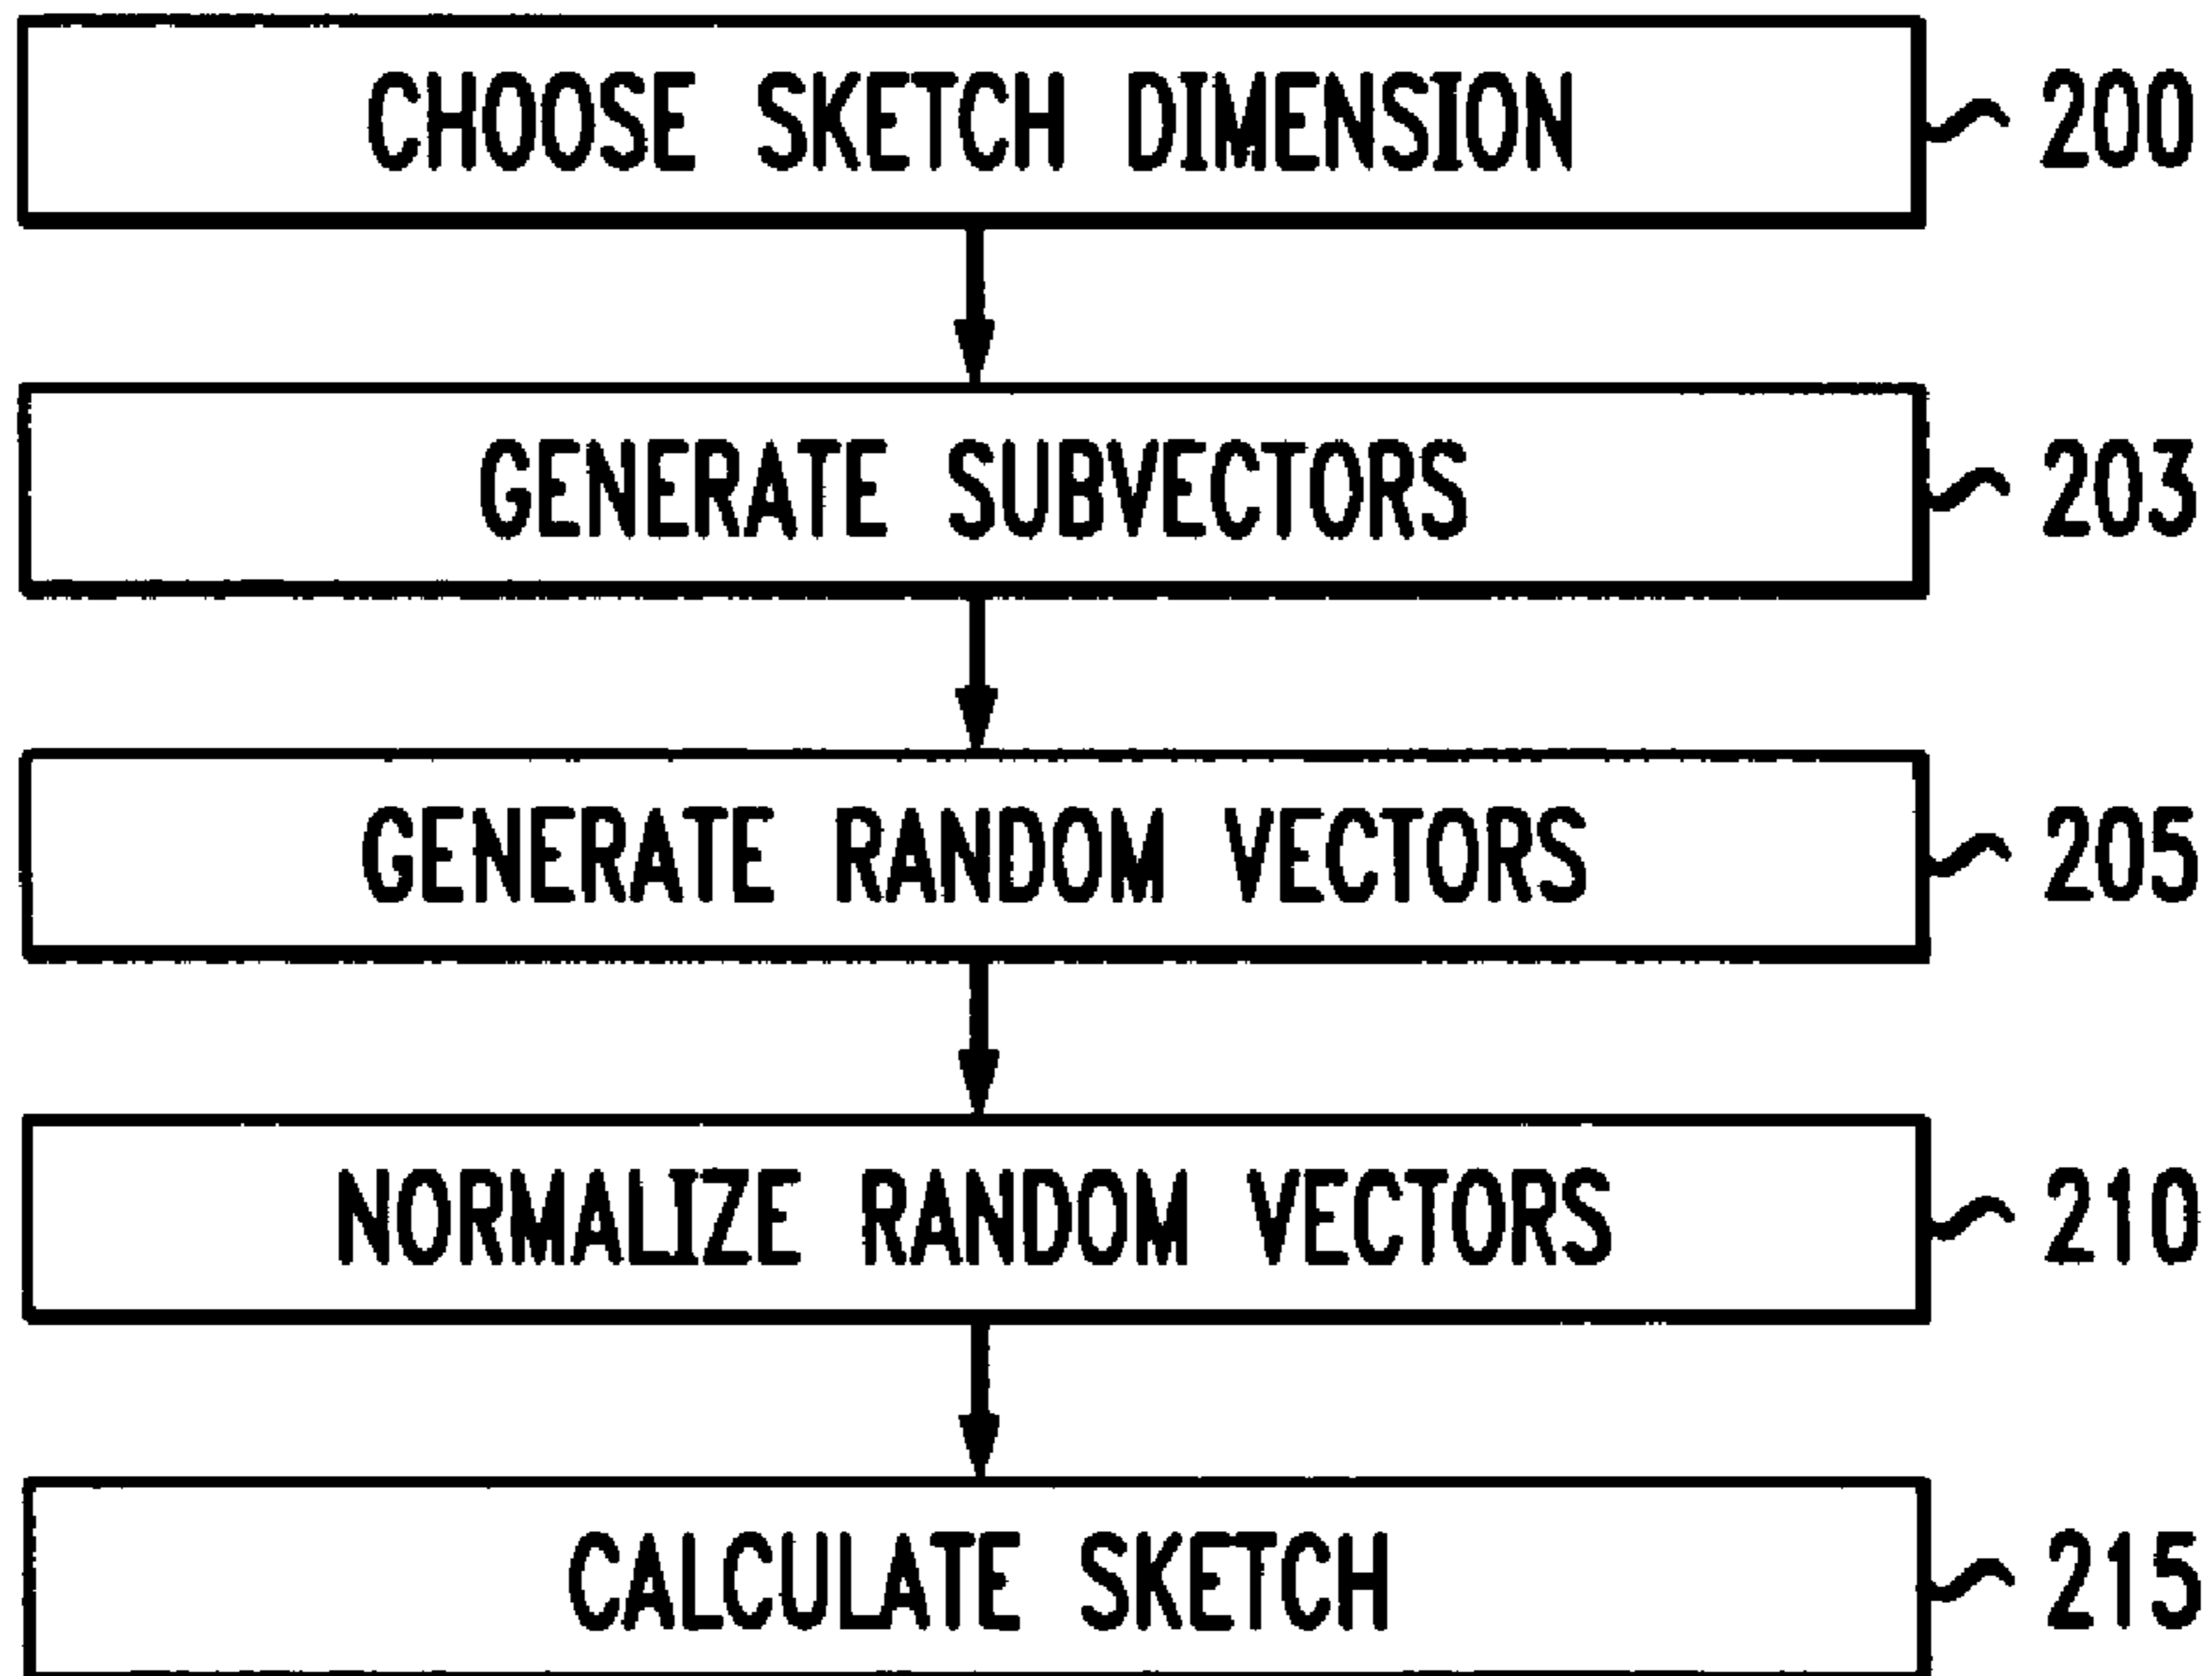 CHOOSE SKETCH DIMENSION 200
GENERATE SUBVECTORS 203
GENERATE RANDOM VECTORS 205
NORMALIZE RANDOM VECTORS 210
CALCULATE SKETCH 215